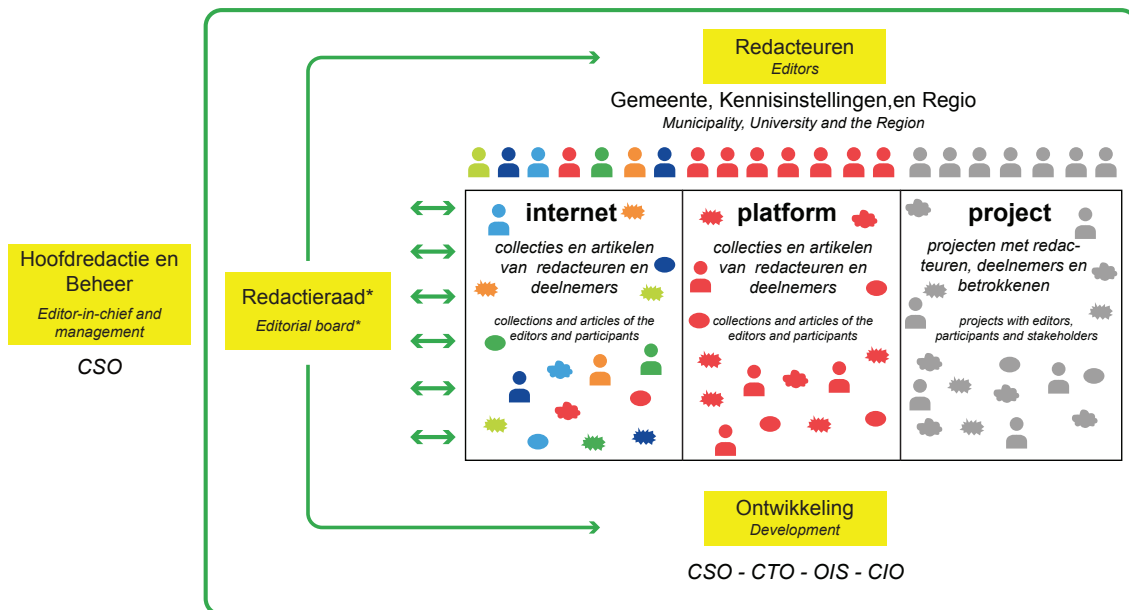 Redacteuren
Editors
Gemeente, Kennisinstellingen,en Regio
Municipality, University and the Region
Hoofdredactie en
Beheer
Editor-in-chief and
management
CSO
Redactieraad*
Editorial board*
internet
collecties en artikelen
van redacteuren en
deelnemers
collections and articles of the
editors and participants
platform
collecties en artikelen
van redacteuren en
deelnemers
collections and articles of the
editors and participants
project
projecten met redac-
teuren, deelnemers en
betrokkenen
projects with editors,
participants and stakeholders
Ontwikkeling
Development
CSO - CTO - OIS - CIO